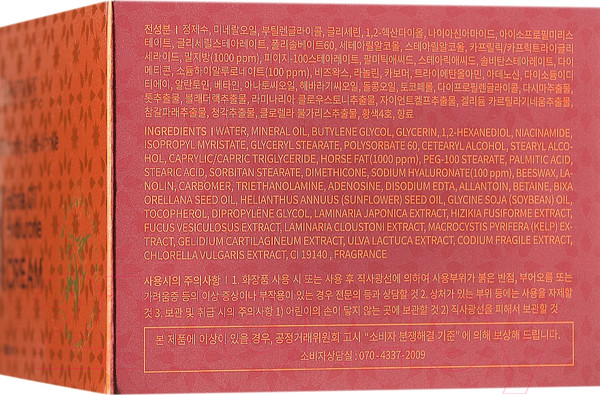 전성분 | 정제수, 미네랄오일, 부틸렌글라이콜, 글리세린, 1,2-헥산다이올, 나이아신아마이드, 아이소프로필미리스
테이트, 글리세릴스테아레이트, 폴리솔베이트60, 세테아릴알코올, 스테아릴알코올, 카프릴릭/카프릭트라이글리
세라이드, 말지방(1000 ppm), 피이지-100스테아레이트, 팔미틱애씨드, 스테아릭애씨드, 솔비탄스테아레이트, 다이
메티콘, 소듐하이알루로네이트(100 ppm), 비즈왁스, 라놀린, 카보머, 트라이에탄올아민, 아데노신, 다이소듐이디
티에이, 알란토인, 베타인, 아나토씨오일, 해바라기씨오일, 돌콩오일, 토코페롤, 다이프로필렌글라이콜, 다시마추출물,
톳추출물, 블래더랙추출물, 라미나리아 클로우스토니추출물, 자이언트켈프추출물, 겔리듐 카르틸라기네움추출물,
참갈파래추출물, 청각추출물, 클로렐라 불가리스추출물, 황색4호, 향료
INGREDIENTS | WATER, MINERAL OIL, BUTYLENE GLYCOL, GLYCERIN, 1,2-HEXANEDIOL, NIACINAMIDE,
ISOPROPYL MYRISTATE, GLYCERYL STEARATE, POLYSORBATE 60, CETEARYL ALCOHOL, STEARYL ALCO-
HOL, CAPRYLIC/CAPRIC TRIGLYCERIDE, HORSE FAT(1000 ppm), PEG-100 STEARATE, PALMITIC ACID,
STEARIC ACID, SORBITAN STEARATE, DIMETHICONE, SODIUM HYALURONATE(100 ppm), BEESWAX, LA-
NOLIN, CARBOMER, TRIETHANOLAMINE, ADENOSINE, DISODIUM EDTA, ALLANTOIN, BETAINE, BIXA
ORELLANA SEED OIL, HELIANTHUS ANNUUS (SUNFLOWER) SEED OIL, GLYCINE SOJA (SOYBEAN) OIL,
TOCOPHEROL, DIPROPYLENE GLYCOL, LAMINARIA JAPONICA EXTRACT, HIZIKIA FUSIFORME EXTRACT,
FUCUS VESICULOSUS EXTRACT, LAMINARIA CLOUSTONI EXTRACT, MACROCYSTIS PYRIFERA (KELP) EX-
TRACT, GELIDIUM CARTILAGINEUM EXTRACT, ULVA LACTUCA EXTRACT, CODIUM FRAGILE EXTRACT,
CHLORELLA VULGARIS EXTRACT, CI 19140 , FRAGRANCE
사용시의 주의사항 | 1. 화장품 사용 시 또는 사용 후 직사광선에 의하여 사용부위가 붉은 반점, 부어오름 또는
가려움증 등의 이상 증상이나 부작용이 있는 경우 전문의 등과 상담할 것 2. 상처가 있는 부위 등에는 사용을 자제할
것 3. 보관 및 취급 시의 주의사항 1) 어린이의 손이 닿지 않는 곳에 보관할 것 2) 직사광선을 피해서 보관할 것
본 제품에 이상이 있을 경우, 공정거래위원회 고시 "소비자 분쟁해결 기준" 에 의해 보상해 드립니다.
소비자상담실 : 070-4337-2009
CREAM